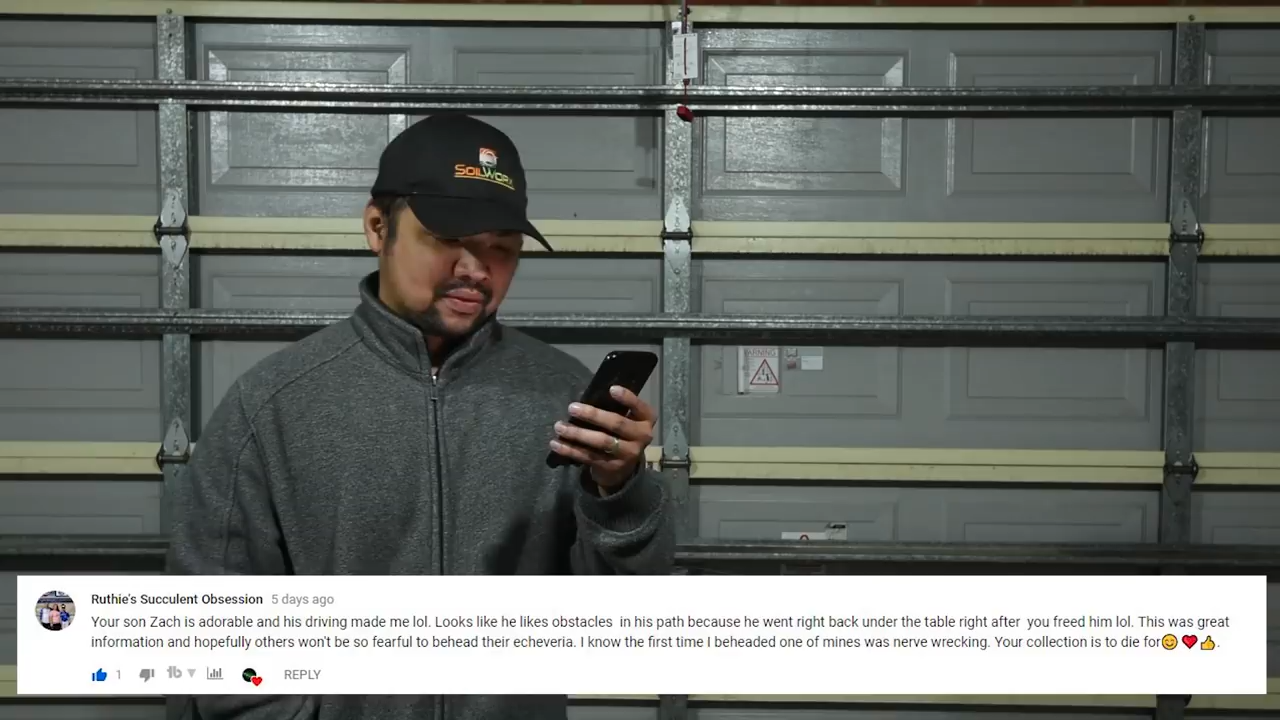 SOILWORX
WARNING
Ruthie's Succulent Obsession 5 days ago
Your son Zach is adorable and his driving made me lol. Looks like he likes obstacles in his path because he went right back under the table right after you freed him lol. This was great
information and hopefully others won't be so fearful to behead their echeveria. I know the first time I beheaded one of mines was nerve wrecking. Your collection is to die for😊❤️👍.
1
REPLY